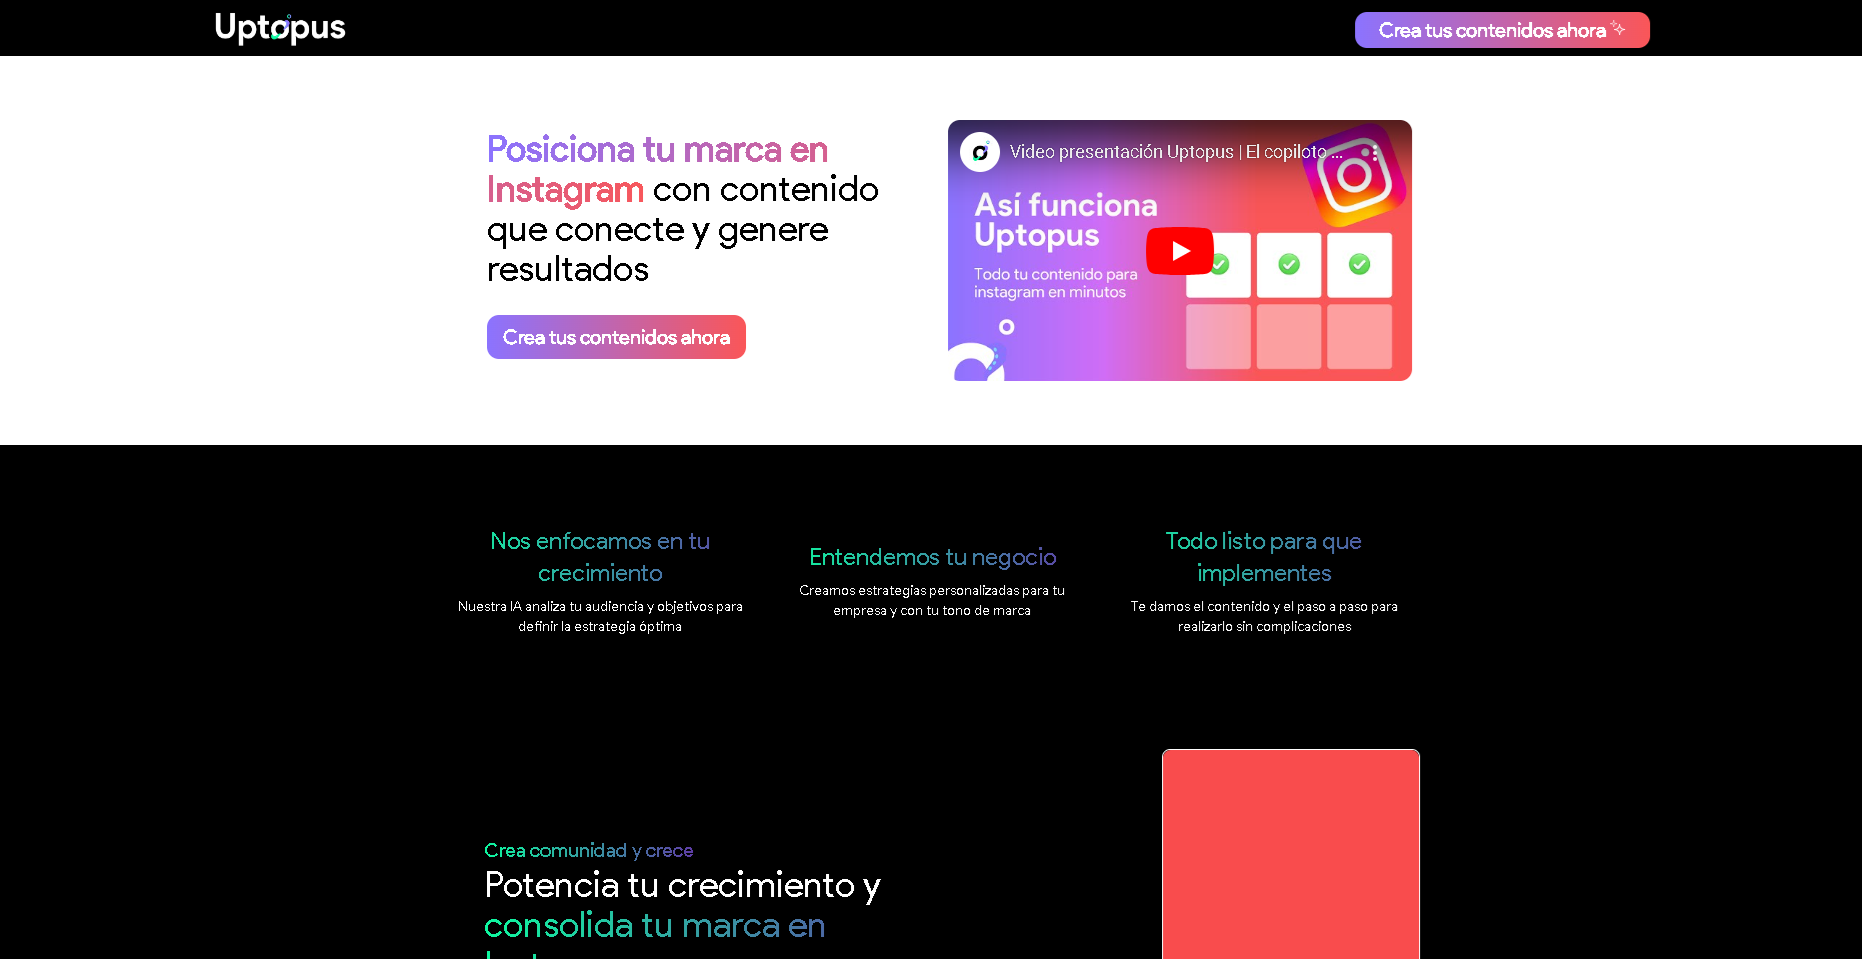 Uptopus
Crea tus contenidos ahora
Posiciona tu marca en
Instagram con contenido
que conecte y genere
resultados
Crea tus contenidos ahora
Video presentación Uptopus | El copiloto ...
Así funciona
Uptopus
Todo tu contenido para
instagram en minutos
Nos enfocamos en tu
crecimiento
Nuestra IA analiza tu audiencia y objetivos para
definir la estrategia óptima
Entendemos tu negocio
Creamos estrategias personalizadas para tu
empresa y con tu tono de marca
Todo listo para que
implementes
Te damos el contenido y el paso a paso para
realizarlo sin complicaciones
Crea comunidad y crece
Potencia tu crecimiento y
consolida tu marca en